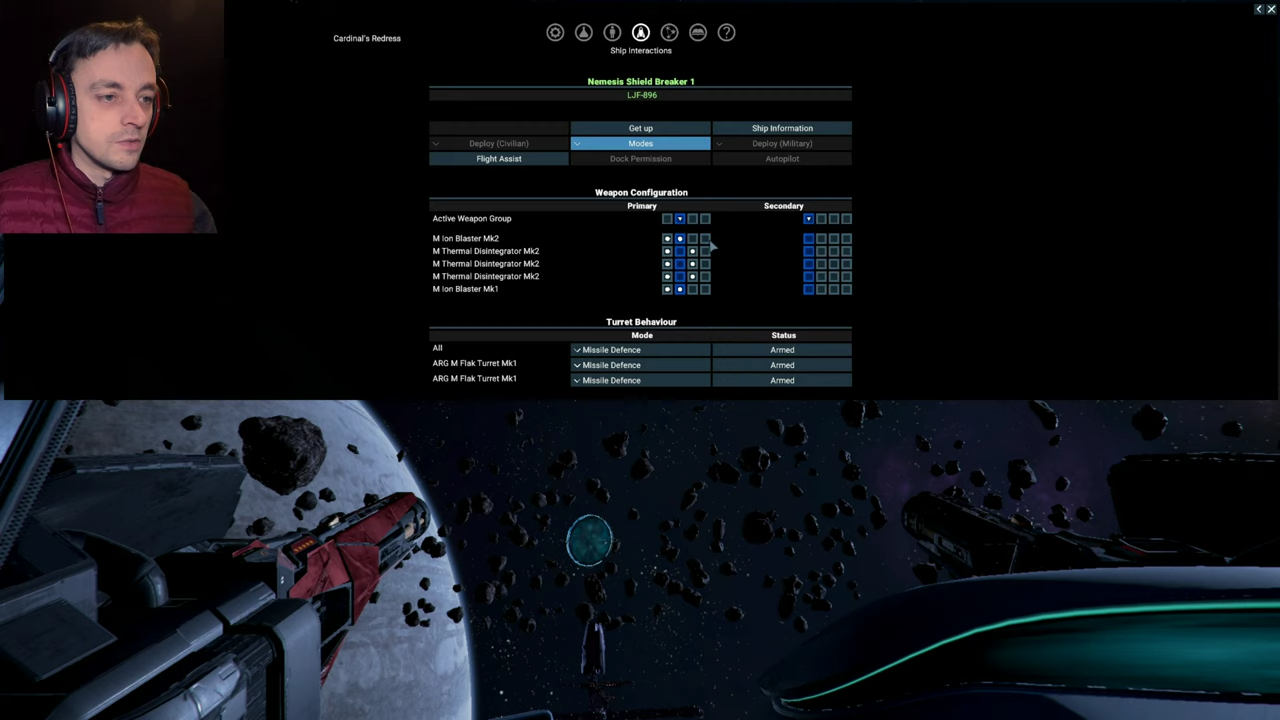 Cardinal's Redress
Ship Interactions
Nemesis Shield Breaker 1
LJF-896
Get up
Ship Information
Deploy (Civilian)
Modes
Deploy (Military)
Flight Assist
Dock Permission
Autopilot
Weapon Configuration
Primary
Secondary
Active Weapon Group
M Ion Blaster Mk2
M Thermal Disintegrator Mk2
M Thermal Disintegrator Mk2
M Thermal Disintegrator Mk2
M Ion Blaster Mk1
Turret Behaviour
Mode
Status
All
Missile Defence
Armed
ARG M Flak Turret Mk1
Missile Defence
Armed
ARG M Flak Turret Mk1
Missile Defence
Armed